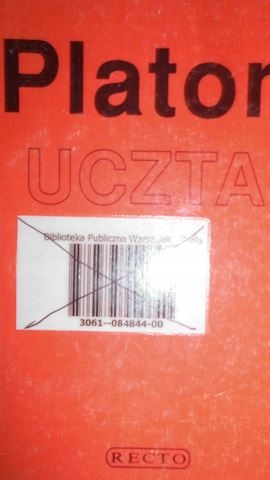 Platon
UCZTA
Biblioteka Publiczna
3061--084844-00
RECTO